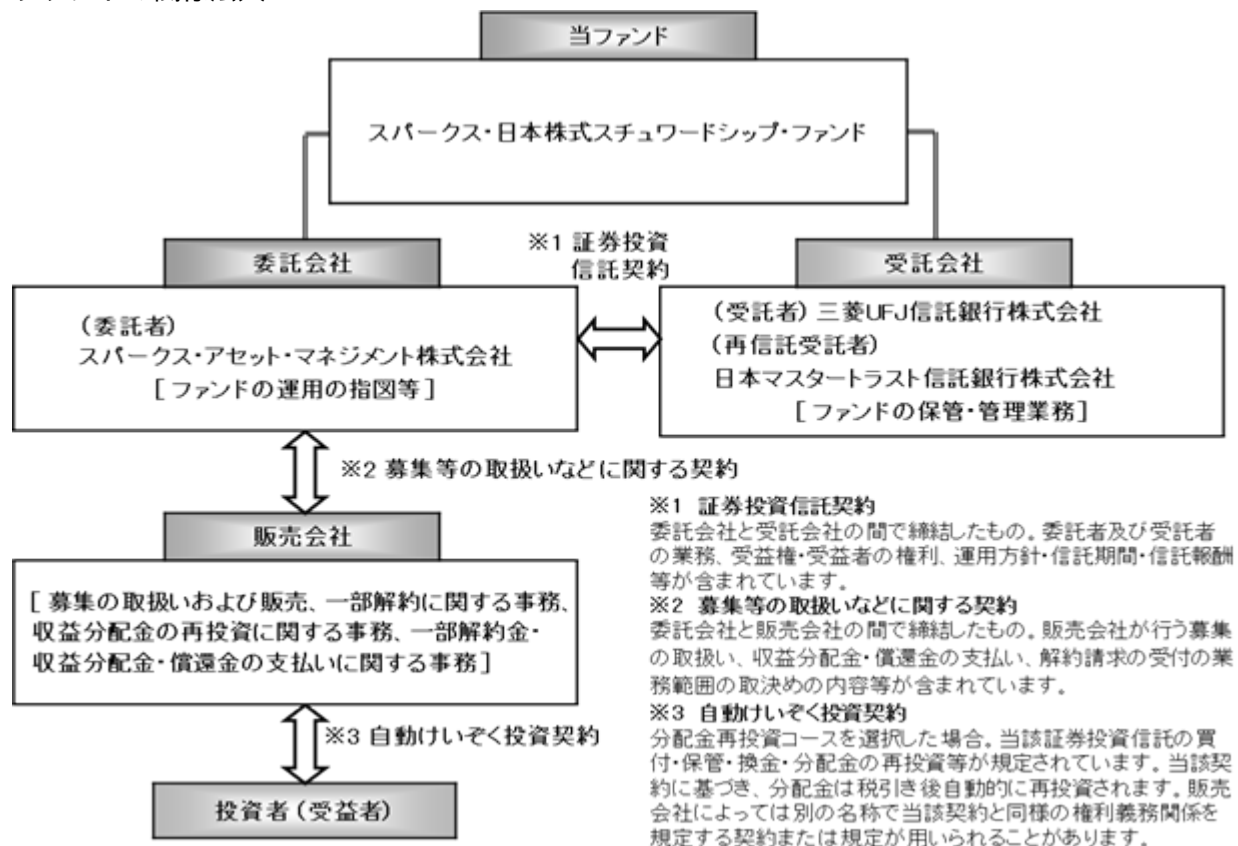 当ファンド
スパークス・日本株式スチュワードシップ・ファンド
委託会社
※1 証券投資
信託契約
受託会社
(委託者)
スパークス・アセット・マネジメント株式会社
[ファンドの運用の指図等]
(受託者) 三菱UFJ信託銀行株式会社
(再信託受託者)
日本マスタートラスト信託銀行株式会社
[ファンドの保管・管理業務]
※2 募集等の取扱いなどに関する契約
販売会社
[ 募集の取扱いおよび販売、一部解約に関する事務、
収益分配金の再投資に関する事務、一部解約金・
収益分配金・償還金の支払いに関する事務]
※3 自動けいぞく投資契約
投資者(受益者)
※1 証券投資信託契約
委託会社と受託会社の間で締結したもの。委託者及び受託者
の業務、受益権・受益者の権利、運用方針・信託期間・信託報酬
等が含まれています。
※2 募集等の取扱いなどに関する契約
委託会社と販売会社の間で締結したもの。販売会社が行う募集
の取扱い、収益分配金・償還金の支払い、解約請求の受付の業
務範囲の取決めの内容等が含まれています。
※3 自動けいぞく投資契約
分配金再投資コースを選択した場合。当該証券投資信託の買
付・保管・換金・分配金の再投資等が規定されています。当該契
約に基づき、分配金は税引き後自動的に再投資されます。販売
会社によっては別の名称で当該契約と同様の権利義務関係を
規定する契約または規定が用いられることがあります。